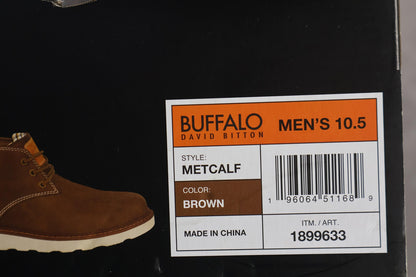 BUFFALO
DAVID BITTON
MEN'S 10.5
STYLE:
METCALF
COLOR:
BROWN
MADE IN CHINA
1 96064 51168 9
ITM. / ART.
1899633